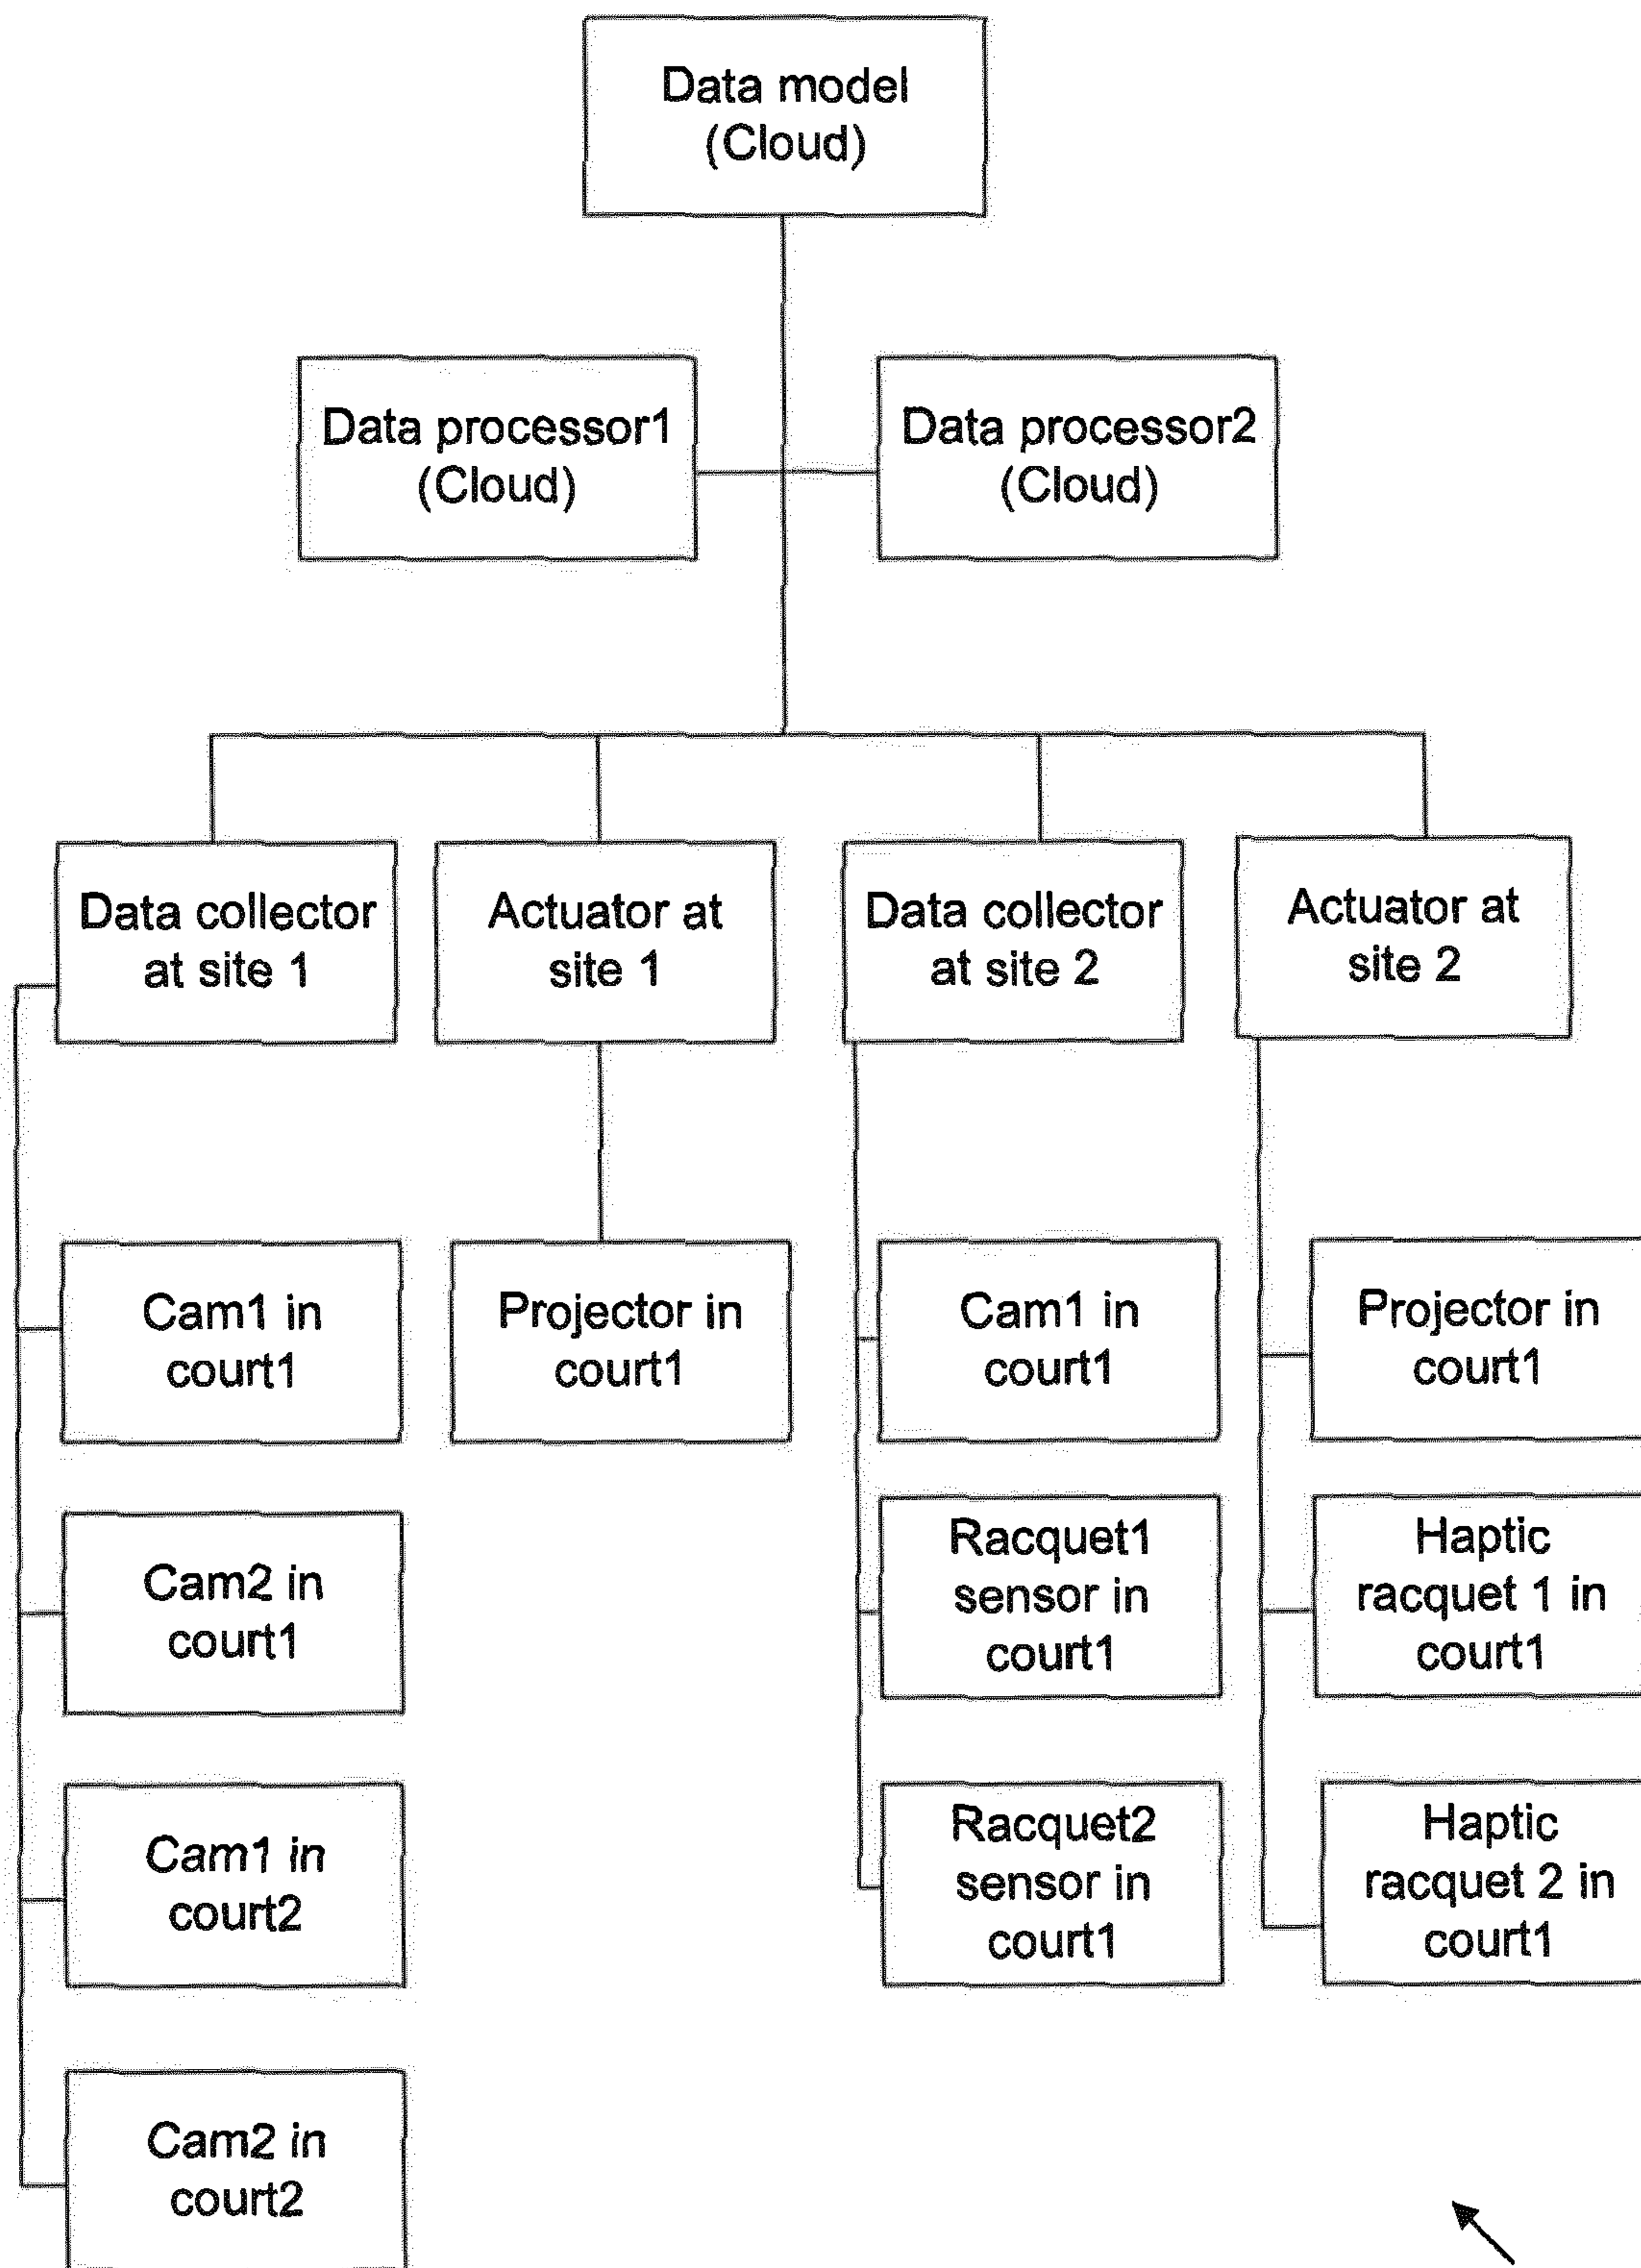 Data model
(Cloud)
Data processor1
(Cloud)
Data processor2
(Cloud)
Data collector
at site 1
Actuator at
site 1
Data collector
at site 2
Actuator at
site 2
Cam1 in
court1
Projector in
court1
Cam1 in
court1
Projector in
court1
Cam2 in
court1
Racquet1
sensor in
court1
Haptic
racquet 1 in
court1
Cam1 in
court2
Racquet2
sensor in
court1
Haptic
racquet 2 in
court1
Cam2 in
court2